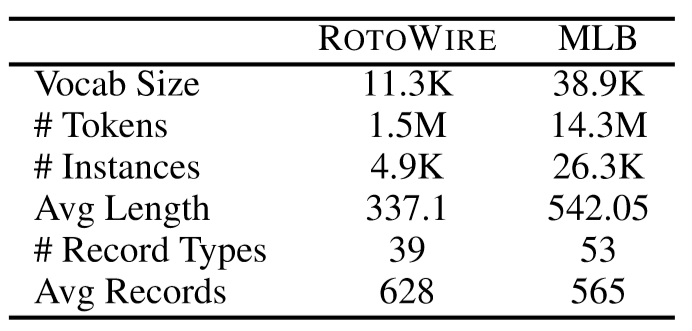 ROTOWIRE MLB
Vocab Size 11.3K 38.9K
# Tokens 1.5M 14.3M
# Instances 4.9K 26.3K
Avg Length 337.1 542.05
# Record Types 39 53
Avg Records 628 565